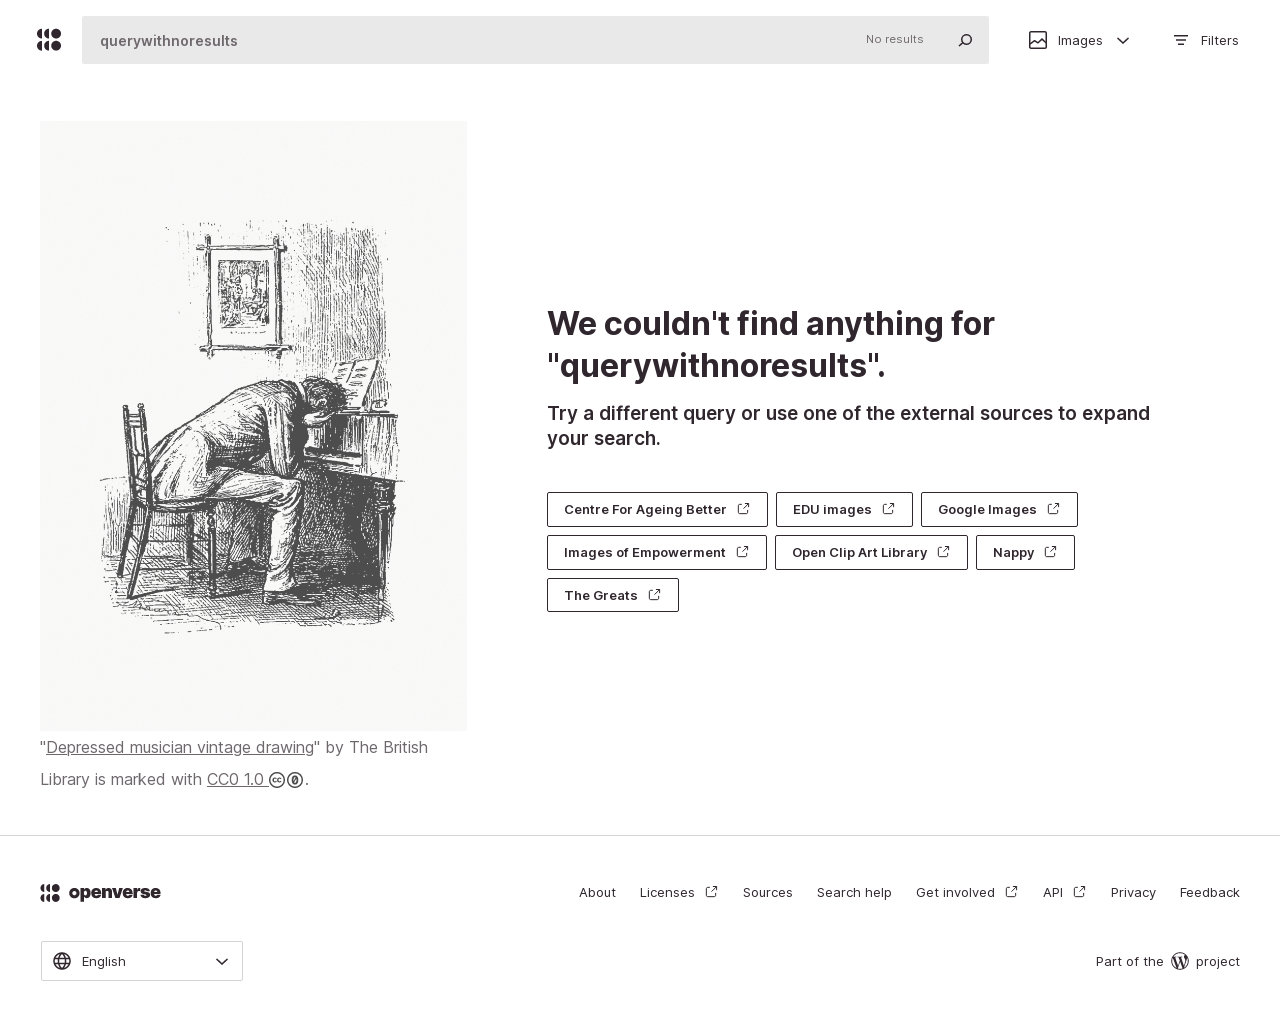 querywithnoresults
No results
Images
Filters
We couldn't find anything for
"querywithnoresults".
Try a different query or use one of the external sources to expand
your search.
Centre For Ageing Better
EDU images
Google Images
Images of Empowerment
Open Clip Art Library
Nappy
The Greats
"Depressed musician vintage drawing" by The British
Library is marked with CC0 1.0 .
openverse
About
Licenses
Sources
Search help
Get involved
API
Privacy
Feedback
English
Part of the
project